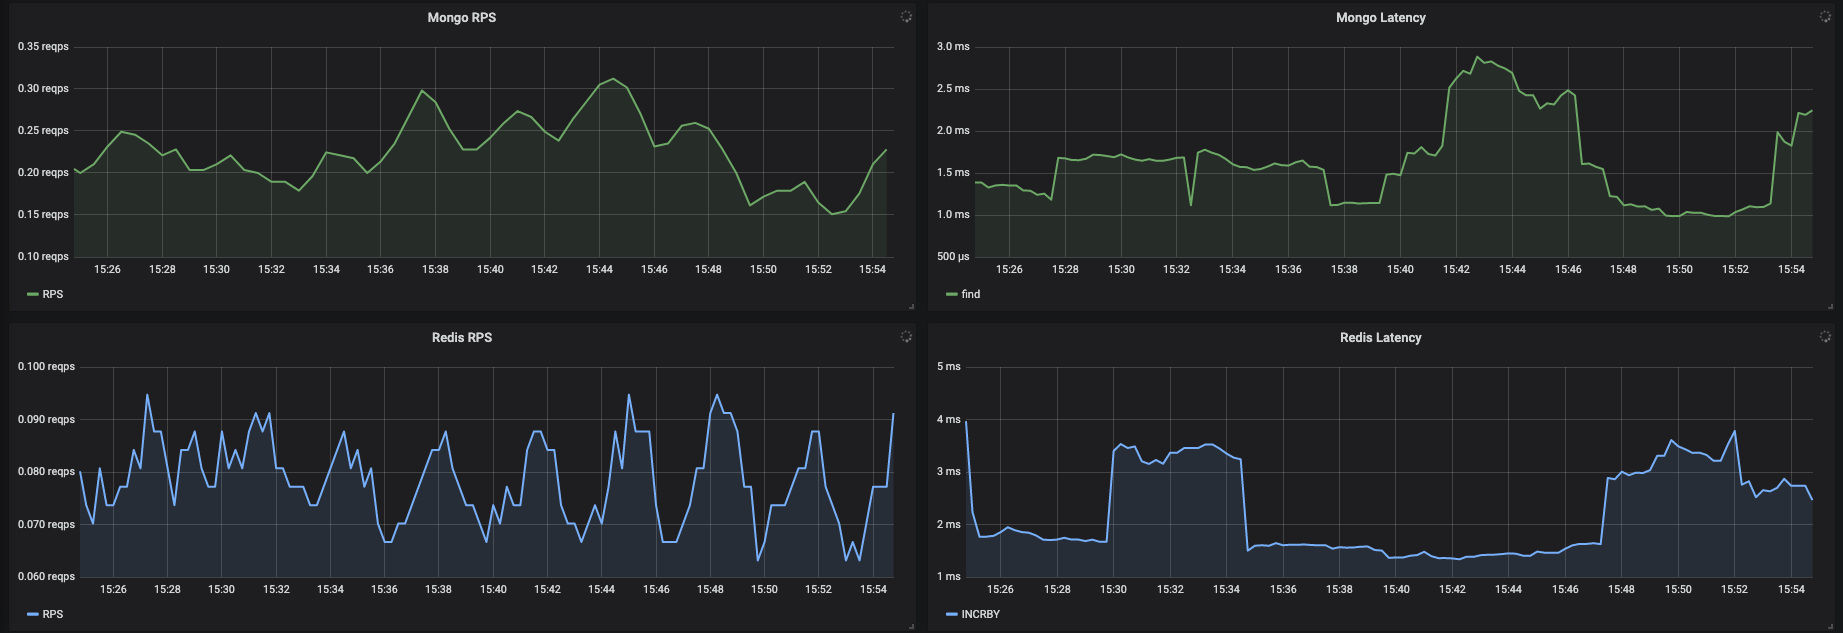 Mongo RPS
0.35 reqps
0.30 reqps
0.25 reqps
0.20 reqps
0.15 reqps
0.10 reqps
15:26 15:28 15:30 15:32 15:34 15:36 15:38 15:40 15:42 15:44 15:46 15:48 15:50 15:52 15:54
RPS
Mongo Latency
3.0 ms
2.5 ms
2.0 ms
1.5 ms
1.0 ms
500 µs
15:26 15:28 15:30 15:32 15:34 15:36 15:38 15:40 15:42 15:44 15:46 15:48 15:50 15:52 15:54
find
Redis RPS
0.100 reqps
0.090 reqps
0.080 reqps
0.070 reqps
0.060 reqps
15:26 15:28 15:30 15:32 15:34 15:36 15:38 15:40 15:42 15:44 15:46 15:48 15:50 15:52 15:54
RPS
Redis Latency
5 ms
4 ms
3 ms
2 ms
1 ms
15:26 15:28 15:30 15:32 15:34 15:36 15:38 15:40 15:42 15:44 15:46 15:48 15:50 15:52 15:54
INCRBY